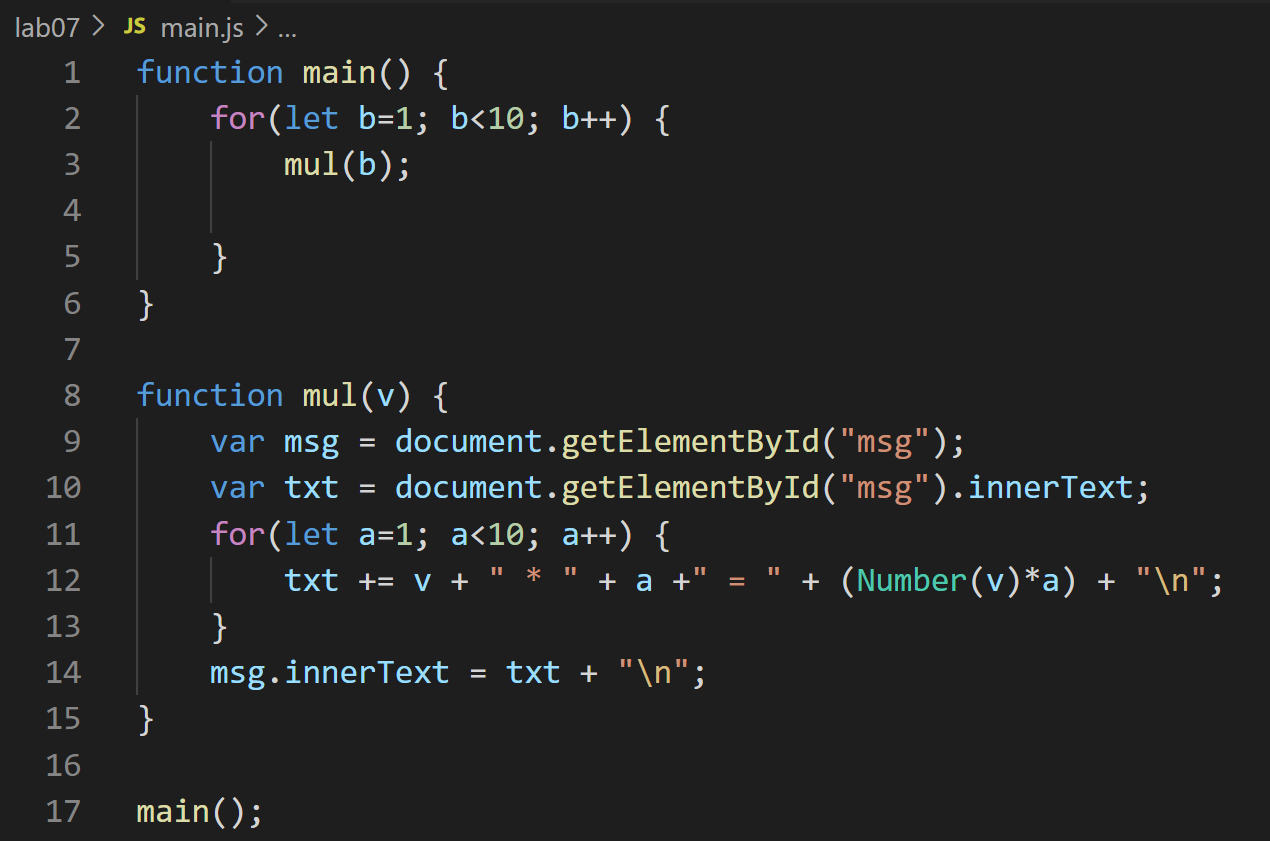 lab07 > JS main.js > ...
1 function main() {
2     for(let b=1; b<10; b++) {
3         mul(b);
4
5     }
6 }
7
8 function mul(v) {
9     var msg = document.getElementById("msg");
10     var txt = document.getElementById("msg").innerText;
11     for(let a=1; a<10; a++) {
12         txt += v + " * " + a +" = " + (Number(v)*a) + "\n";
13     }
14     msg.innerText = txt + "\n";
15 }
16
17 main();